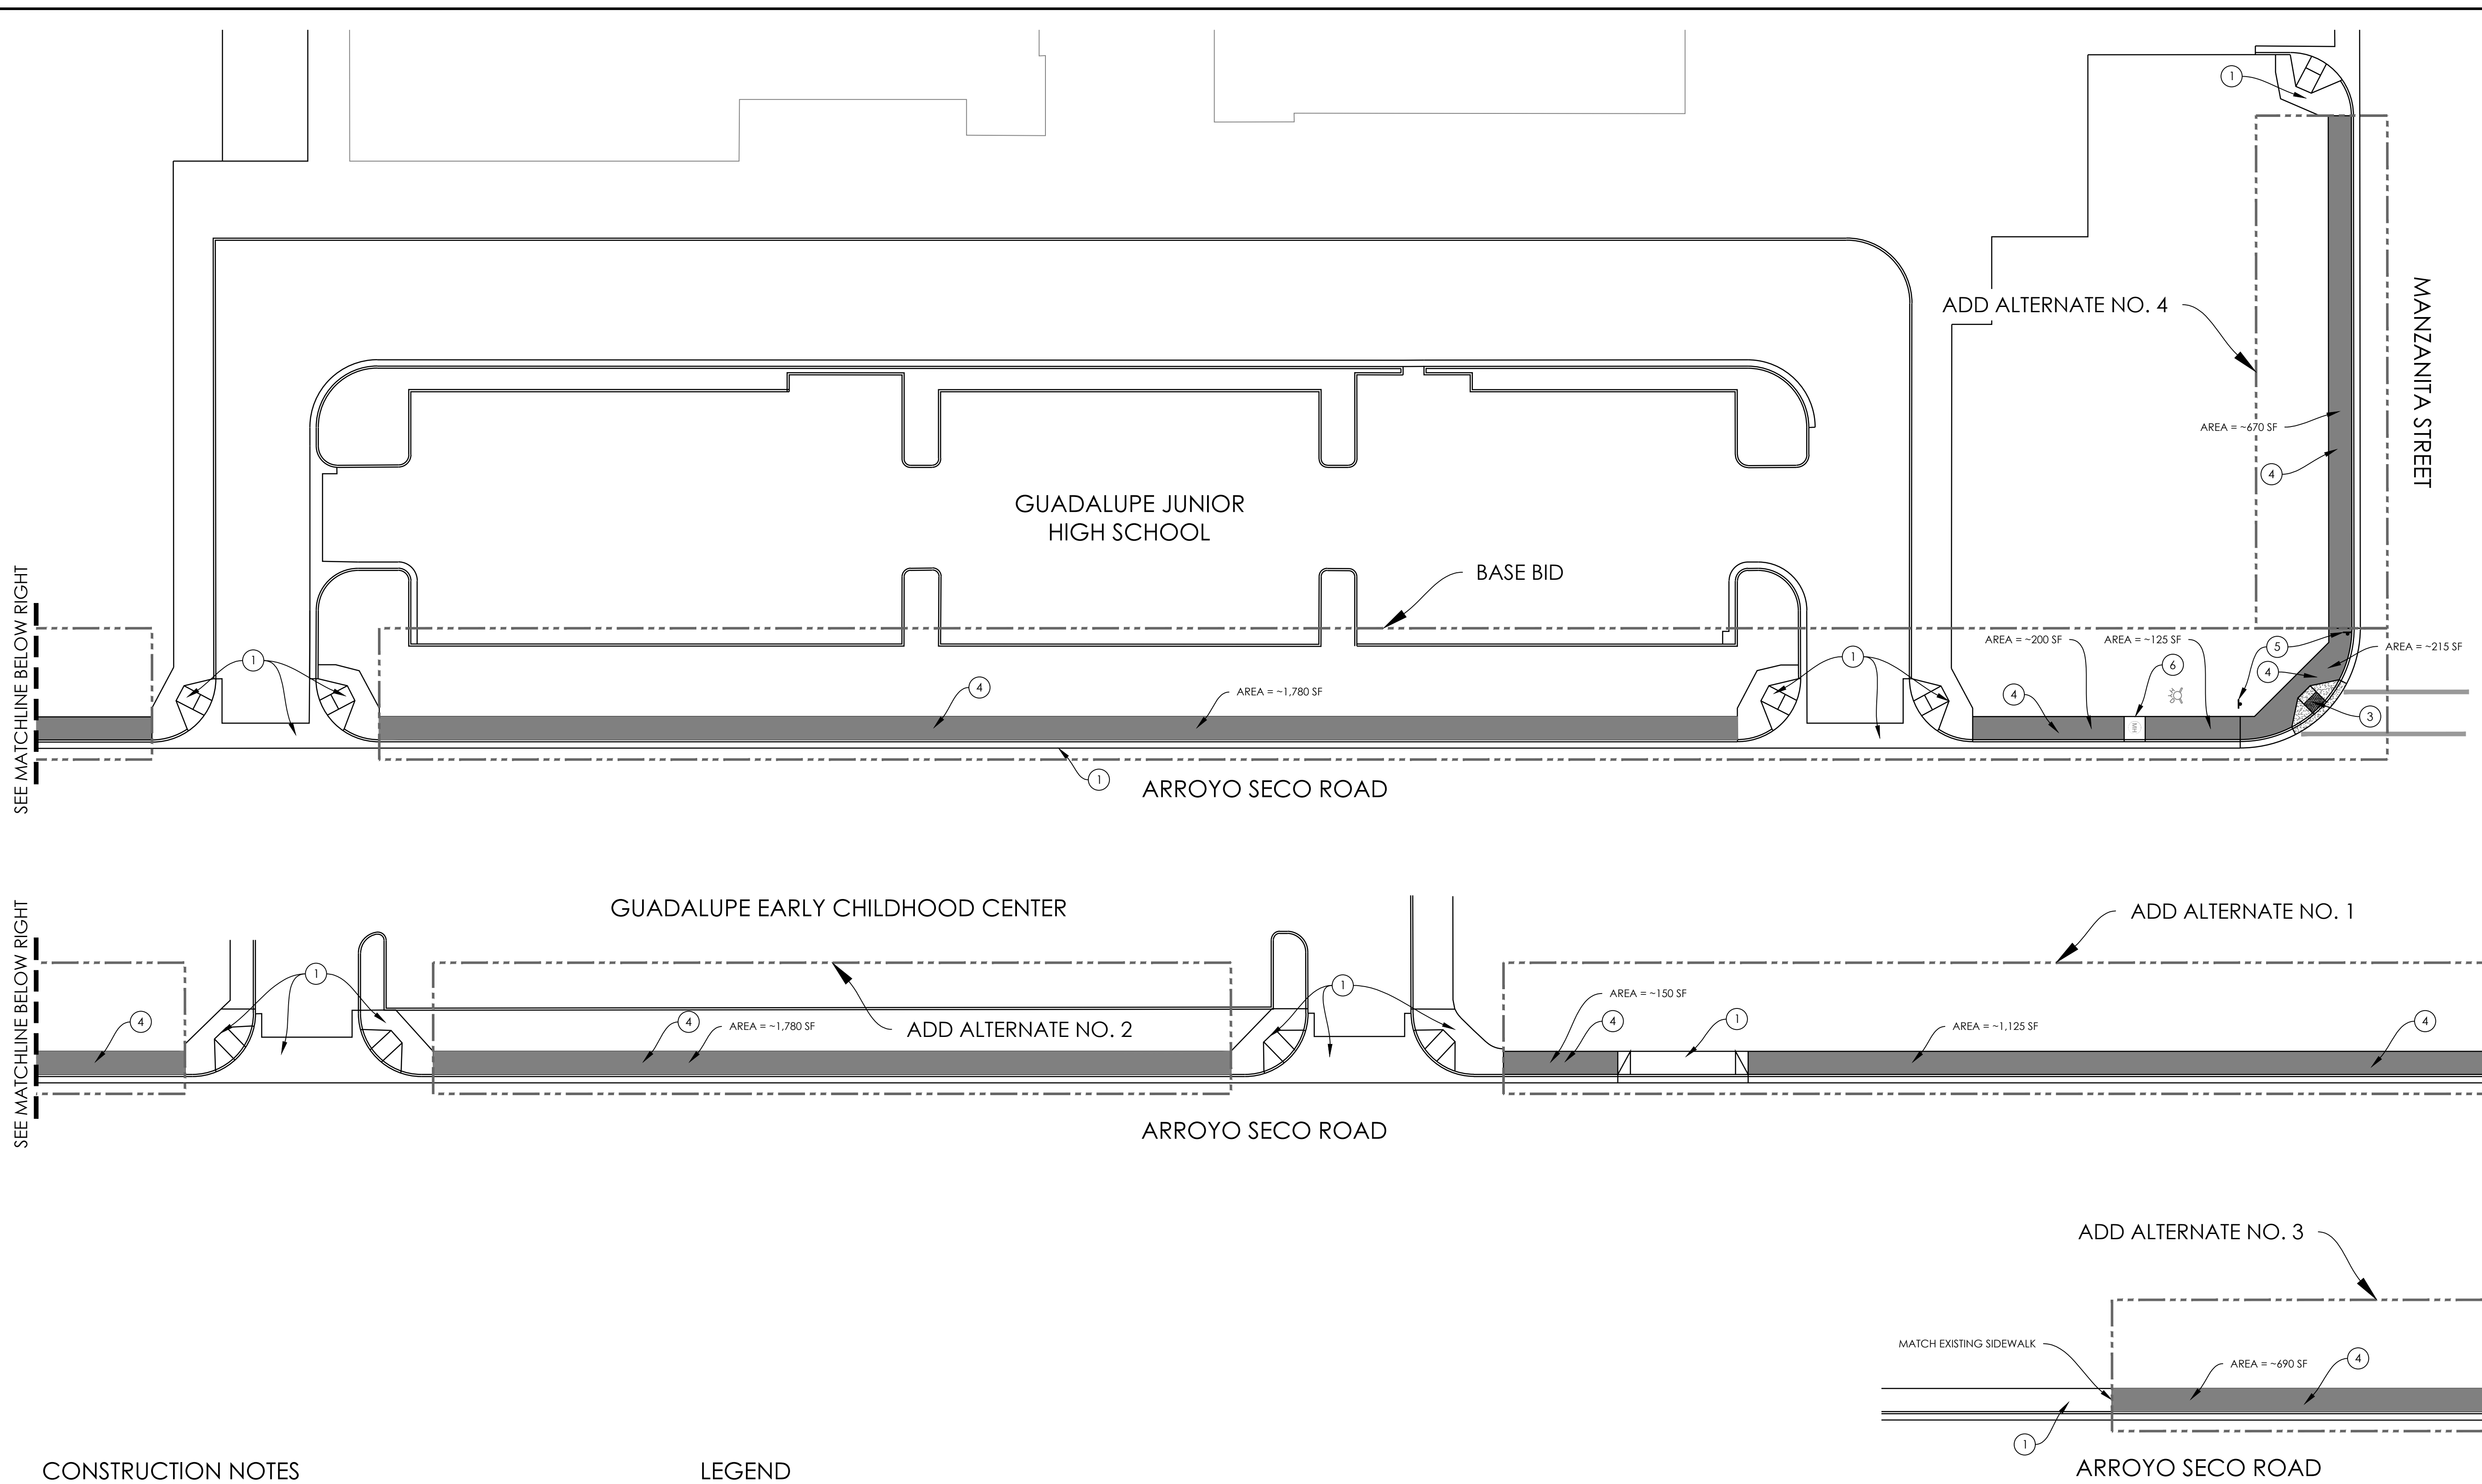 1
ADD ALTERNATE NO. 4
MANZANITA STREET
AREA = ~670 SF
4
GUADALUPE JUNIOR
HIGH SCHOOL
BASE BID
SEE MATCHLINE BELOW RIGHT
1
1
AREA = ~200 SF
AREA = ~125 SF
5
AREA = ~215 SF
6
4
4
AREA = ~1,780 SF
4
3
MH
1
ARROYO SECO ROAD
SEE MATCHLINE BELOW RIGHT
GUADALUPE EARLY CHILDHOOD CENTER
ADD ALTERNATE NO. 1
1
1
AREA = ~150 SF
4
4
AREA = ~1,780 SF
ADD ALTERNATE NO. 2
4
1
AREA = ~1,125 SF
4
ARROYO SECO ROAD
ADD ALTERNATE NO. 3
MATCH EXISTING SIDEWALK
AREA = ~690 SF
4
1
ARROYO SECO ROAD
CONSTRUCTION NOTES
LEGEND